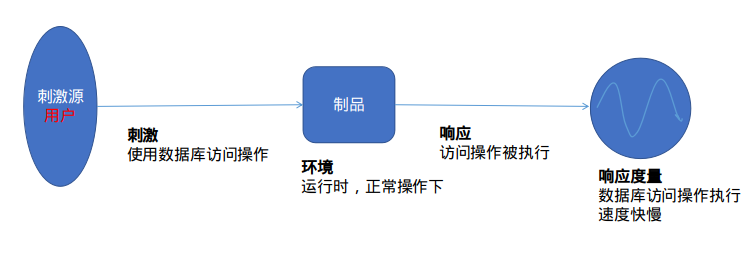 刺激源
用户
刺激
使用数据库访问操作
制品
环境
运行时，正常操作下
响应
访问操作被执行
响应度量
数据库访问操作执行
速度快慢